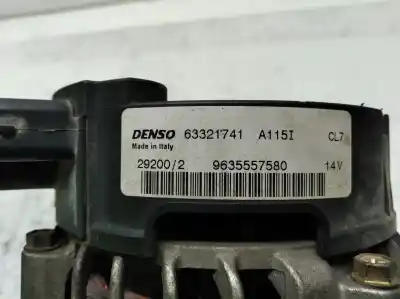 DENSO 63321741 A115I CL7
Made in Italy
29200/2 9635557580 14V